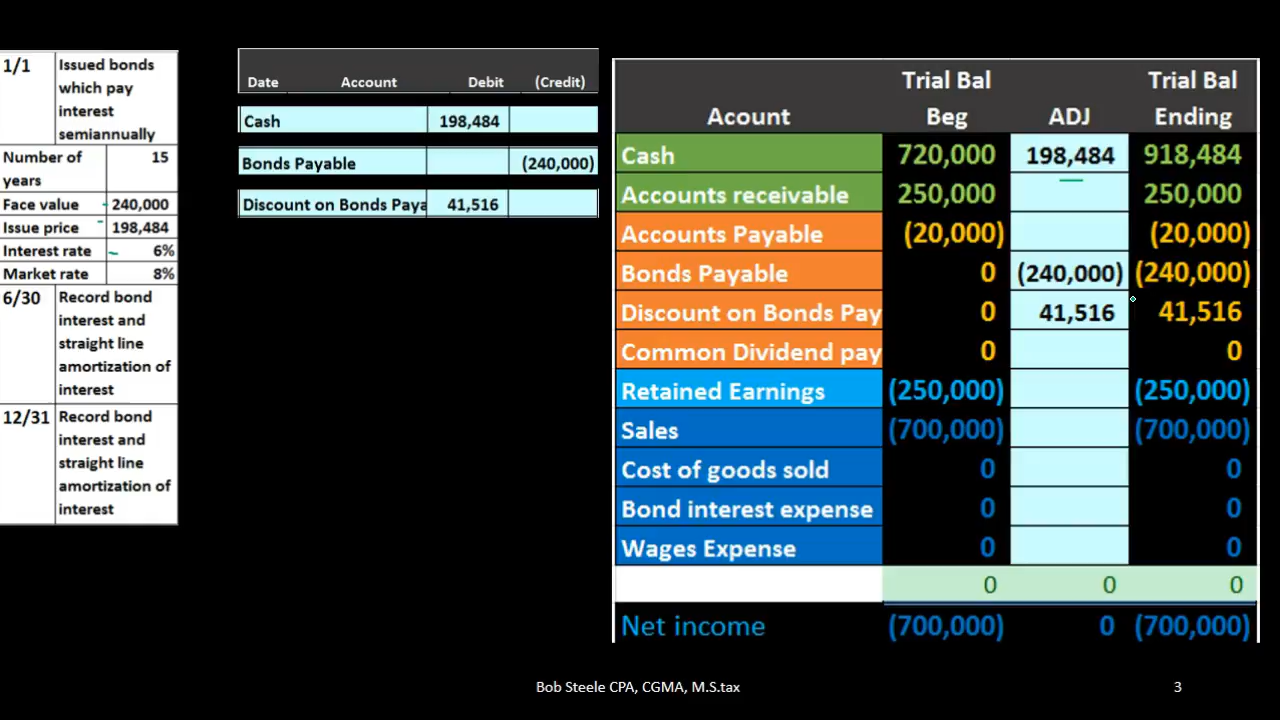 1/1 Issued bonds
which pay
interest
semiannually
Number of 15
years
Face value 240,000
Issue price 198,484
Interest rate 6%
Market rate 8%
6/30 Record bond
interest and
straight line
amortization of
interest
12/31 Record bond
interest and
straight line
amortization of
interest
Date Account Debit (Credit)
Cash 198,484
Bonds Payable (240,000)
Discount on Bonds Paya 41,516
Trial Bal Trial Bal
Acount Beg ADJ Ending
Cash 720,000 198,484 918,484
Accounts receivable 250,000 250,000
Accounts Payable (20,000) (20,000)
Bonds Payable 0 (240,000) (240,000)
Discount on Bonds Pay 0 41,516 41,516
Common Dividend pay 0 0
Retained Earnings (250,000) (250,000)
Sales (700,000) (700,000)
Cost of goods sold 0 0
Bond interest expense 0 0
Wages Expense 0 0
0 0 0
Net income (700,000) 0 (700,000)
Bob Steele CPA, CGMA, M.S.tax 3